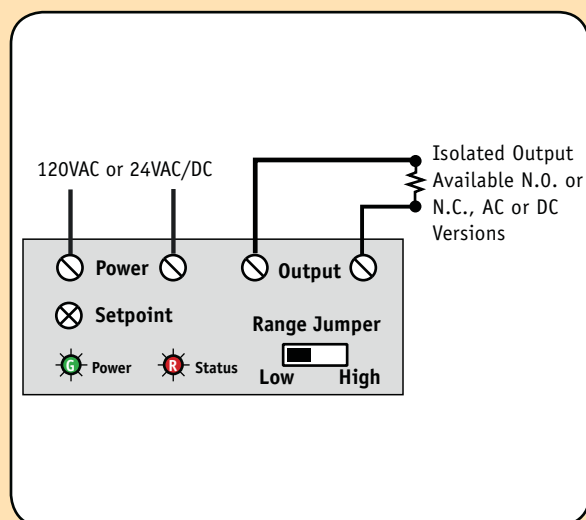 120VAC or 24VAC/DC
Isolated Output
Available N.O. or
N.C., AC or DC
Versions
Power
Output
Setpoint
Range Jumper
G Power
R Status
Low High